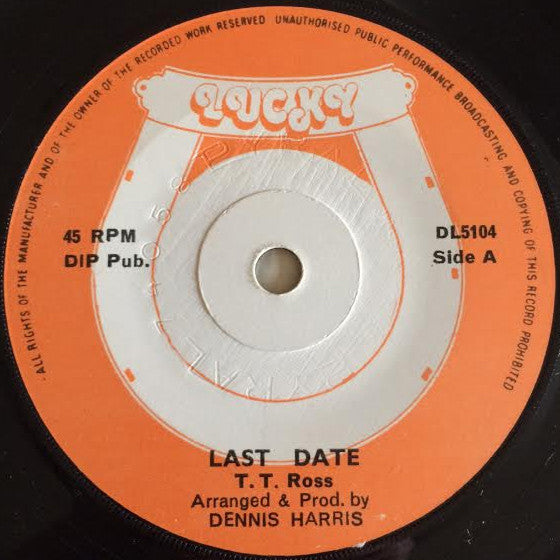 ALL RIGHTS OF THE MANUFACTURER AND OF THE OWNER OF THE RECORDED WORK RESERVED UNAUTHORISED PUBLIC PERFORMANCE BROADCASTING AND COPYING OF THIS RECORD PROHIBITED
LUCKY
45 RPM
DIP Pub.
DL5104
Side A
LAST DATE
T. T. Ross
Arranged & Prod. by
DENNIS HARRIS